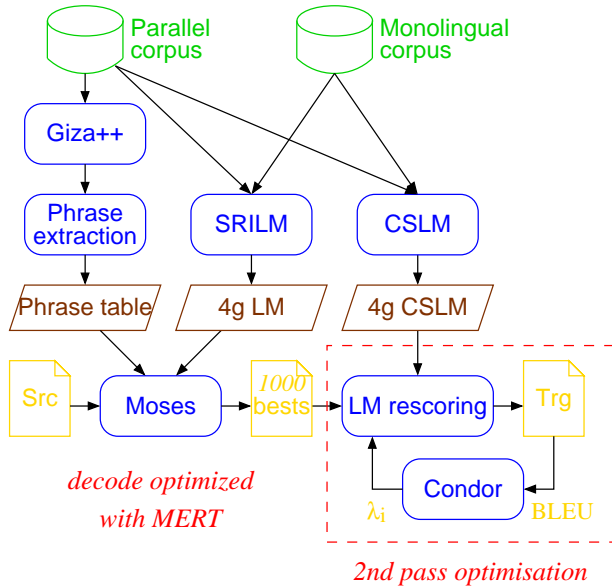 Parallel
corpus
Monolingual
corpus
Giza++
Phrase
extraction
SRILM
CSLM
Phrase table
4g LM
4g CSLM
Src
Moses
1000
bests
LM rescoring
Trg
decode optimized
with MERT
Condor
λi
BLEU
2nd pass optimisation